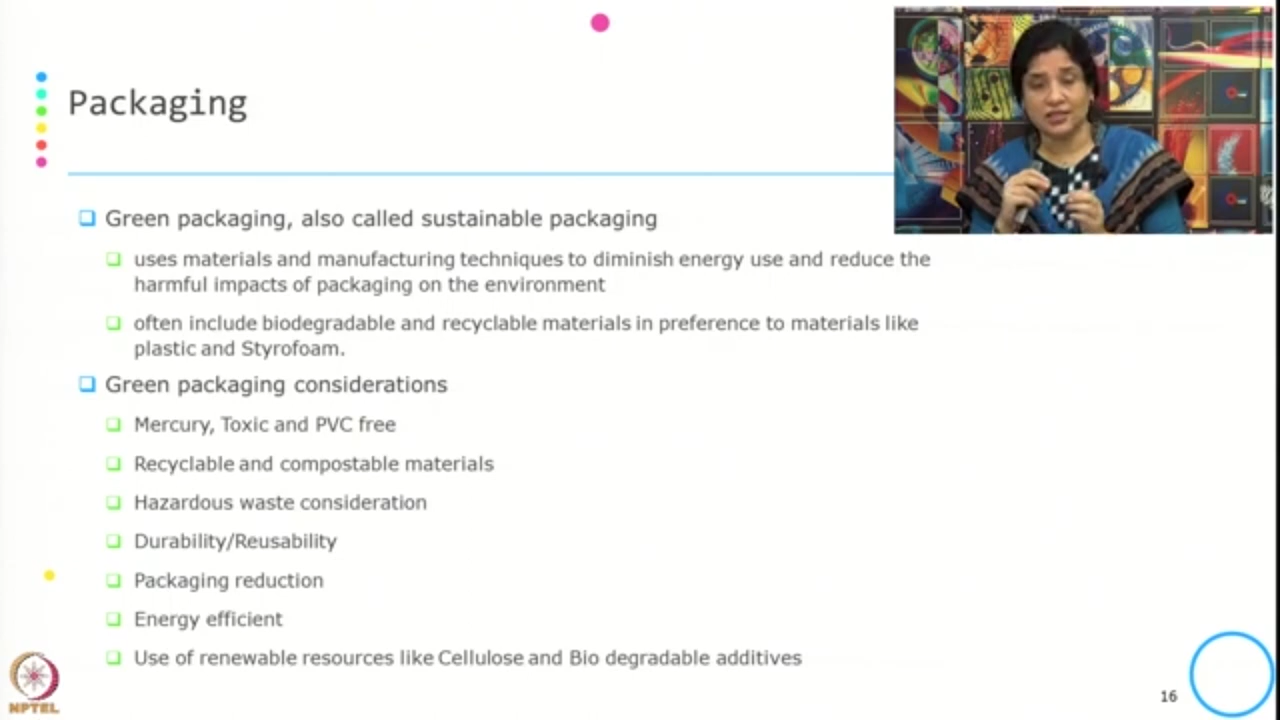 Packaging
Green packaging, also called sustainable packaging
uses materials and manufacturing techniques to diminish energy use and reduce the
harmful impacts of packaging on the environment
often include biodegradable and recyclable materials in preference to materials like
plastic and Styrofoam.
Green packaging considerations
Mercury, Toxic and PVC free
Recyclable and compostable materials
Hazardous waste consideration
Durability/Reusability
Packaging reduction
Energy efficient
Use of renewable resources like Cellulose and Bio degradable additives
NPTEL
16